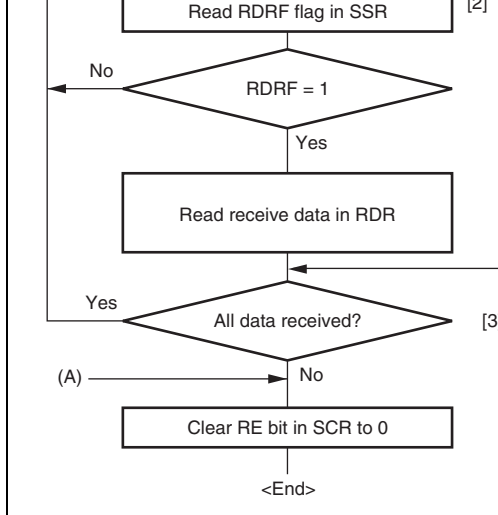 Read RDRF flag in SSR
[2]
No
RDRF = 1
Yes
Read receive data in RDR
Yes
All data received?
[3
(A)
No
Clear RE bit in SCR to 0
<End>